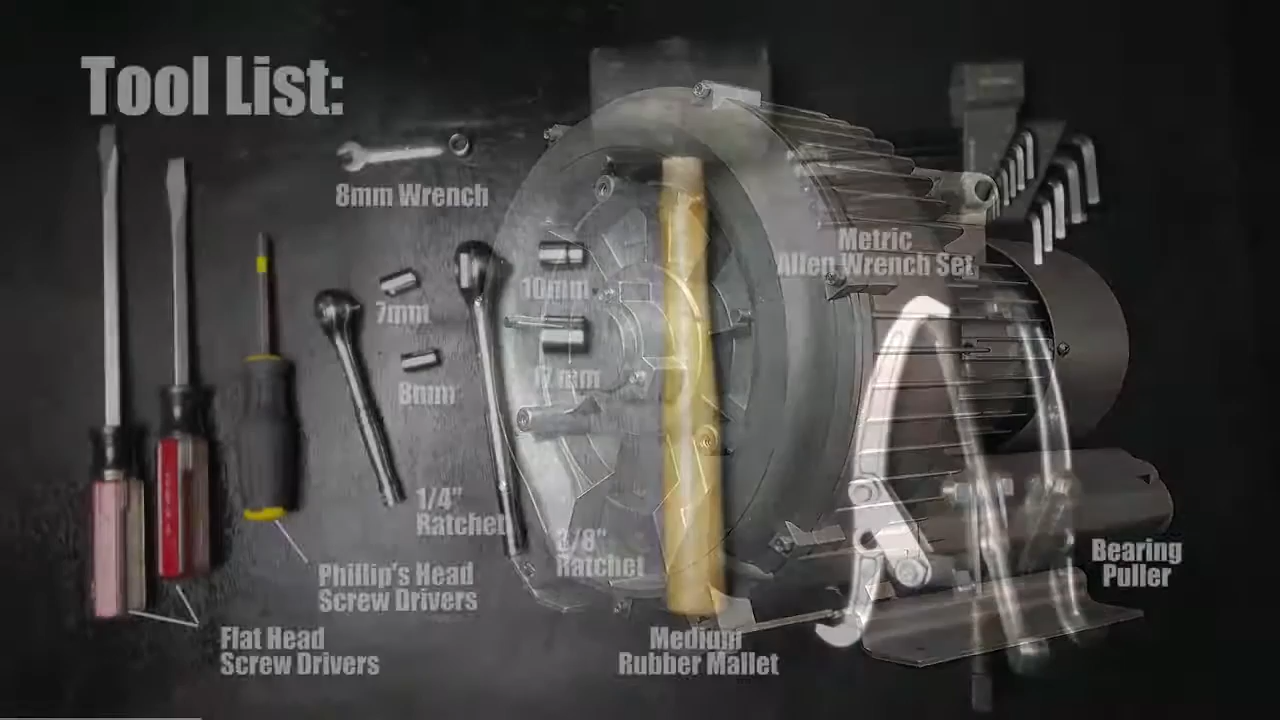 Tool List:
8mm Wrench
7mm
8mm
10mm
mm
Metric
Allen Wrench Set
1/4"
Ratchet
3/8"
Ratchet
Phillip's Head
Screw Drivers
Flat Head
Screw Drivers
Medium
Rubber Mallet
Bearing
Puller